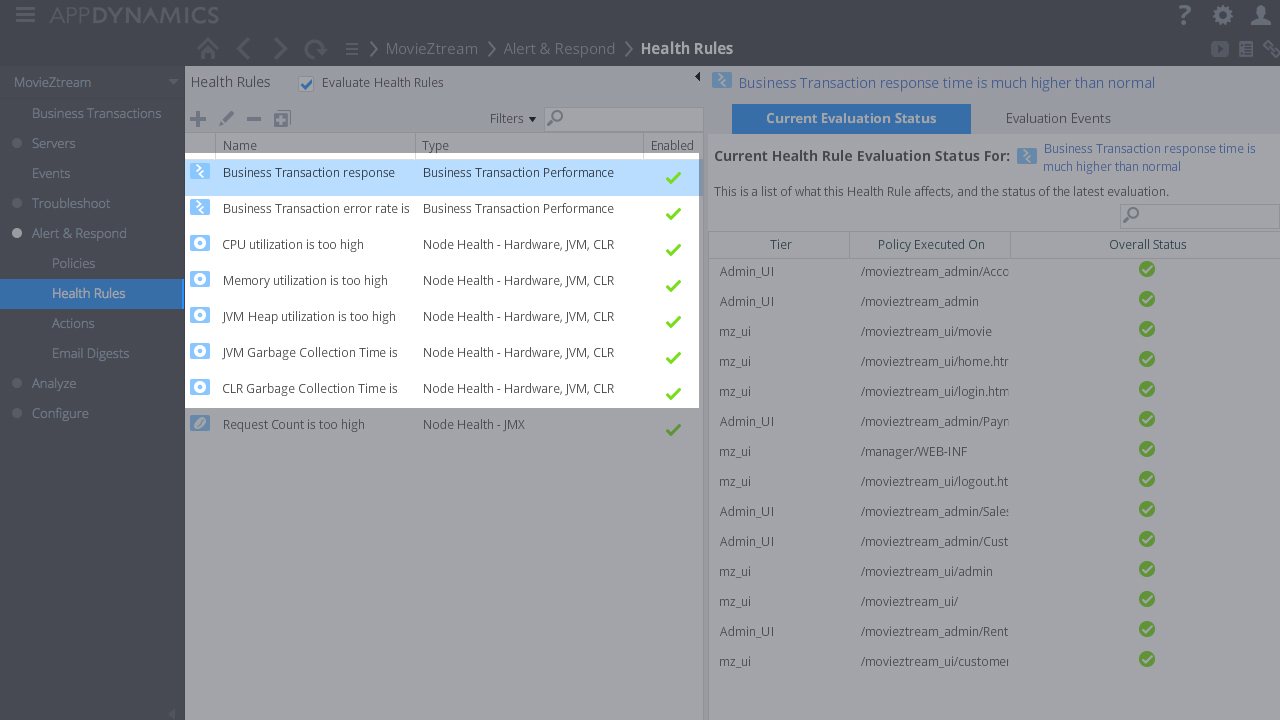 APPDYNAMICS
?
MovieZtream Alert & Respond Health Rules
MovieZtream
Business Transactions
Servers
Events
Troubleshoot
Alert & Respond
Policies
Health Rules
Actions
Email Digests
Analyze
Configure
Health Rules Evaluate Health Rules
Filters
Name Type Enabled
Business Transaction response Business Transaction Performance
Business Transaction error rate is Business Transaction Performance
CPU utilization is too high Node Health - Hardware, JVM, CLR
Memory utilization is too high Node Health - Hardware, JVM, CLR
JVM Heap utilization is too high Node Health - Hardware, JVM, CLR
JVM Garbage Collection Time is Node Health - Hardware, JVM, CLR
CLR Garbage Collection Time is Node Health - Hardware, JVM, CLR
Request Count is too high Node Health - JMX
Business Transaction response time is much higher than normal
Current Evaluation Status Evaluation Events
Current Health Rule Evaluation Status For: Business Transaction response time is
much higher than normal
This is a list of what this Health Rule affects, and the status of the latest evaluation.
Tier Policy Executed On Overall Status
Admin_UI /movieztream_admin/Acco
Admin_UI /movieztream_admin
mz_ui /movieztream_ui/movie
mz_ui /movieztream_ui/home.htm
mz_ui /movieztream_ui/login.htm
Admin_UI /movieztream_admin/Paym
mz_ui /manager/WEB-INF
mz_ui /movieztream_ui/logout.ht
Admin_UI /movieztream_admin/Sales
Admin_UI /movieztream_admin/Cust
mz_ui /movieztream_ui/admin
mz_ui /movieztream_ui/
Admin_UI /movieztream_admin/Rent
mz_ui /movieztream_ui/customer